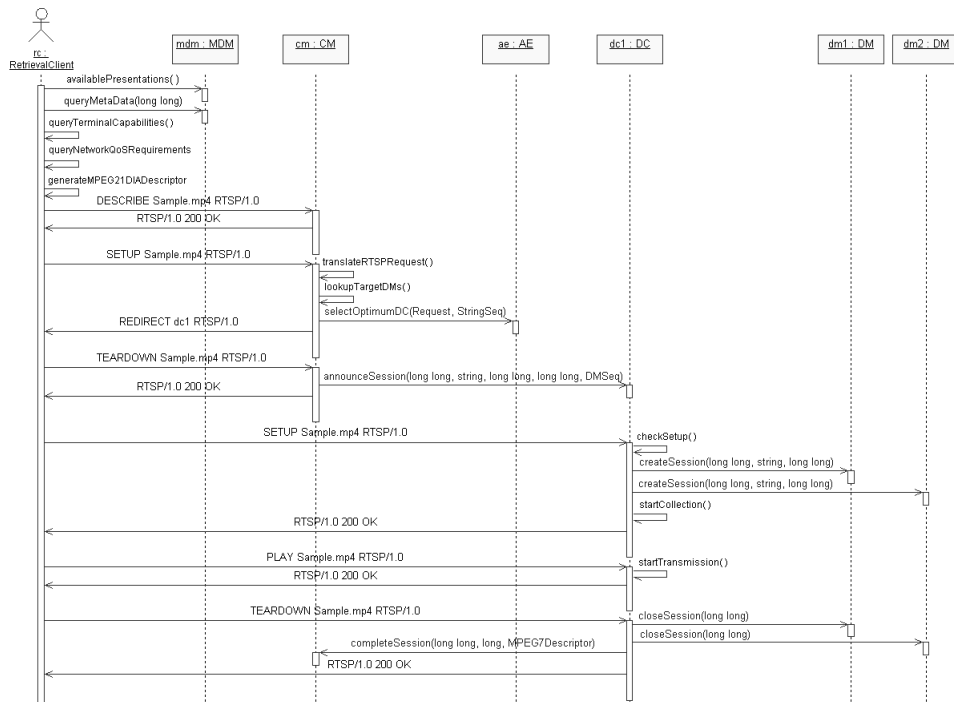 rc :
RetrievalClient
mdm : MDM
cm : CM
ae : AE
dc1 : DC
dm1 : DM
dm2 : DM
availablePresentations( )
queryMetaData(long long)
queryTerminalCapabilities( )
queryNetworkQoSRequirements
generateMPEG21DIADescriptor
DESCRIBE Sample.mp4 RTSP/1.0
RTSP/1.0 200 OK
SETUP Sample.mp4 RTSP/1.0
translateRTSPRequest( )
lookupTargetDMs( )
selectOptimumDC(Request, StringSeq)
REDIRECT dc1 RTSP/1.0
TEARDOWN Sample.mp4 RTSP/1.0
announceSession(long long, string, long long, long long, DMSeq)
RTSP/1.0 200 OK
SETUP Sample.mp4 RTSP/1.0
checkSetup( )
createSession(long long, string, long long)
createSession(long long, string, long long)
startCollection( )
RTSP/1.0 200 OK
PLAY Sample.mp4 RTSP/1.0
startTransmission( )
RTSP/1.0 200 OK
TEARDOWN Sample.mp4 RTSP/1.0
closeSession(long long)
closeSession(long long)
completeSession(long long, long, MPEG7Descriptor)
RTSP/1.0 200 OK